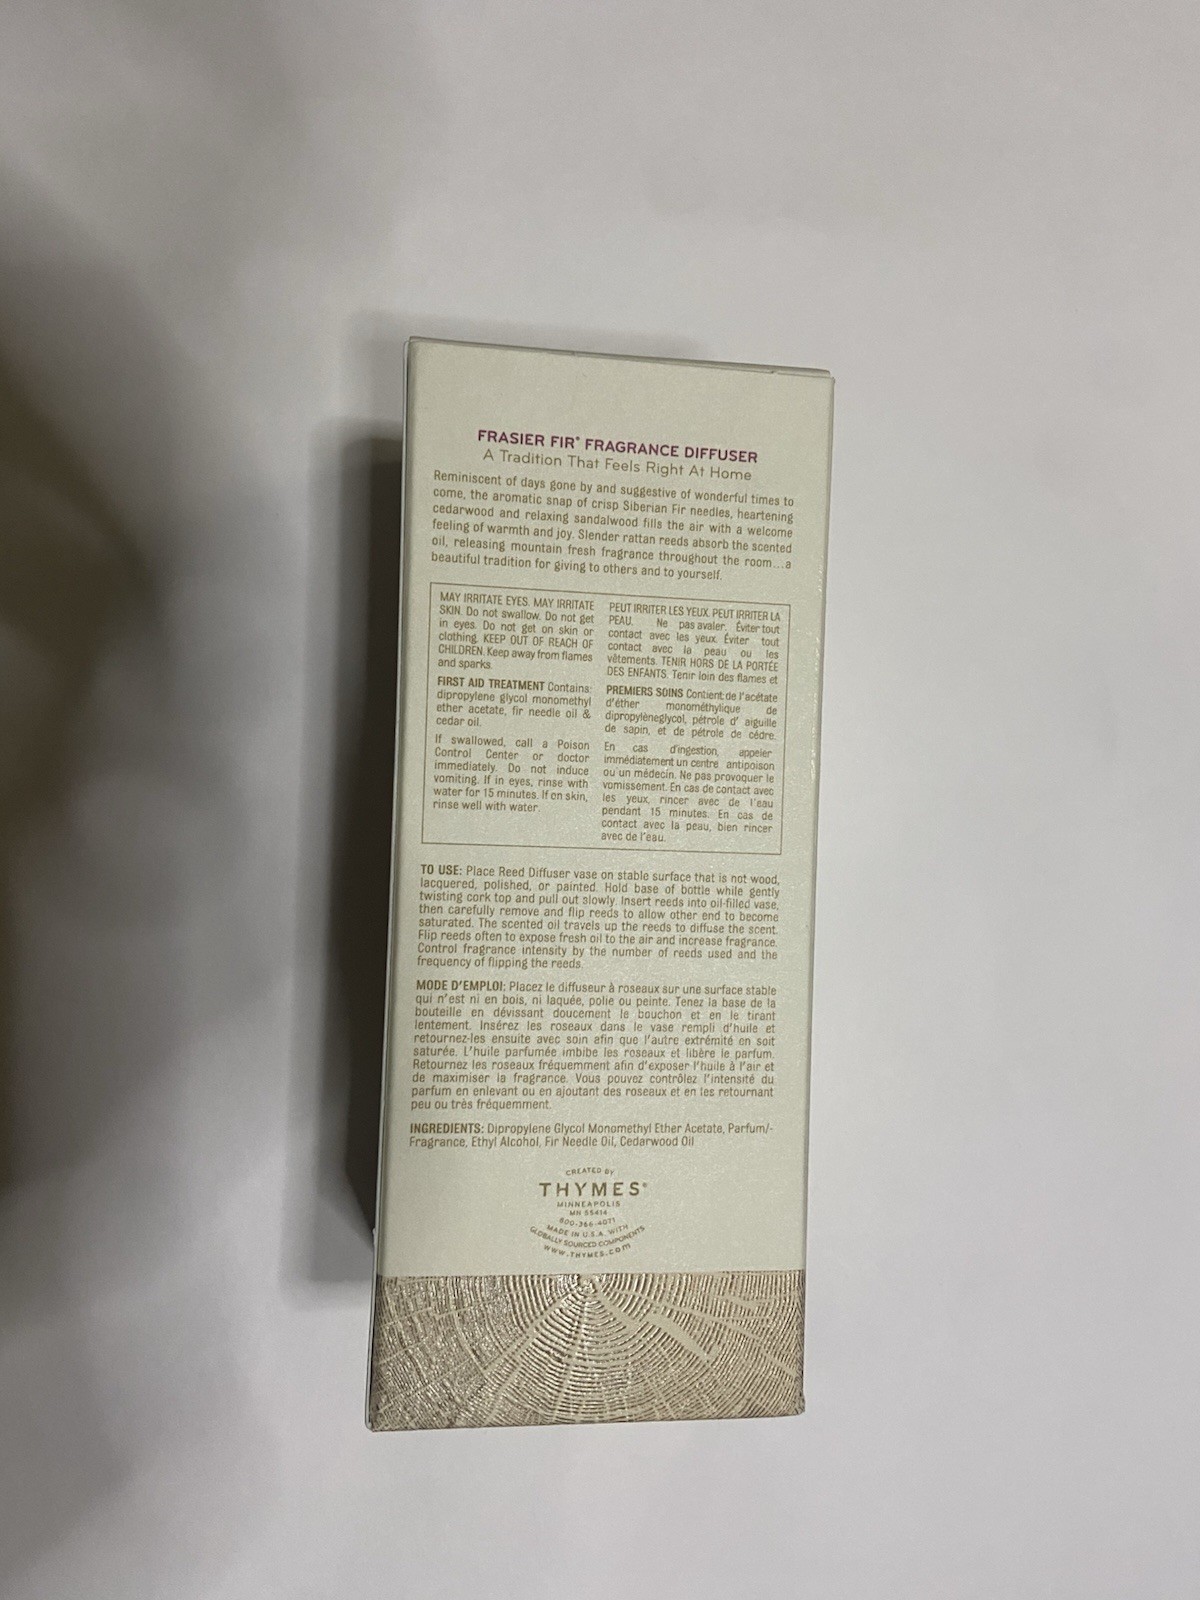 FRASIER FIR® FRAGRANCE DIFFUSER
A Tradition That Feels Right At Home
Reminiscent of days gone by and suggestive of wonderful times to
come, the aromatic snap of crisp Siberian Fir needles, heartening
cedarwood and relaxing sandalwood fills the air with a welcome
feeling of warmth and joy. Slender rattan reeds absorb the scented
oil, releasing mountain fresh fragrance throughout the room...a
beautiful tradition for giving to others and to yourself.
MAY IRRITATE EYES. MAY IRRITATE
SKIN. Do not swallow. Do not get
in eyes. Do not get on skin or
clothing. KEEP OUT OF REACH OF
CHILDREN. Keep away from flames
and sparks.
FIRST AID TREATMENT Contains:
dipropylene glycol monomethyl
ether acetate, fir needle oil &
cedar oil.
If swallowed, call a Poison
Control Center or doctor
immediately. Do not induce
vomiting. If in eyes, rinse with
water for 15 minutes. If on skin,
rinse well with water.
PEUT IRRITER LES YEUX. PEUT IRRITER LA
PEAU. Ne pas avaler. Éviter tout
contact avec les yeux. Éviter tout
contact avec la peau ou les
vêtements. TENIR HORS DE LA PORTÉE
DES ENFANTS. Tenir loin des flames et
PREMIERS SOINS Contient de l'acétate
d'éther monométhylique de
dipropylèneglycol, pétrole d' aiguille
de sapin, et de pétrole de cèdre.
En cas d'ingestion, appeler
immédiatement un centre antipoison
ou un médecin. Ne pas provoquer le
vomissement. En cas de contact avec
les yeux, rincer avec de l'eau
pendant 15 minutes. En cas de
contact avec la peau, bien rincer
avec de l'eau.
TO USE: Place Reed Diffuser vase on stable surface that is not wood,
lacquered, polished, or painted. Hold base of bottle while gently
twisting cork top and pull out slowly. Insert reeds into oil-filled vase,
then carefully remove and flip reeds to allow other end to become
saturated. The scented oil travels up the reeds to diffuse the scent.
Flip reeds often to expose fresh oil to the air and increase fragrance.
Control fragrance intensity by the number of reeds used and the
frequency of flipping the reeds.
MODE D'EMPLOI: Placez le diffuseur à roseaux sur une surface stable
qui n'est ni en bois, ni laquée, polie ou peinte. Tenez la base de la
bouteille en dévissant doucement le bouchon et en le tirant
lentement. Insérez les roseaux dans le vase rempli d'huile et
retournez-les ensuite avec soin afin que l'autre extrémité en soit
saturée. L'huile parfumée imbibe les roseaux et libère le parfum.
Retournez les roseaux fréquemment afin d'exposer l'huile à l'air et
de maximiser la fragrance. Vous pouvez contrôlez l'intensité du
parfum en enlevant ou en ajoutant des roseaux et en les retournant
peu ou très fréquemment.
INGREDIENTS: Dipropylene Glycol Monomethyl Ether Acetate, Parfum/-
Fragrance, Ethyl Alcohol, Fir Needle Oil, Cedarwood Oil
CREATED BY
THYMES®
MINNEAPOLIS
MN 55414
800-366-4071
MADE IN U.S.A. WITH
GLOBALLY SOURCED COMPONENTS
WWW.THYMES.COM